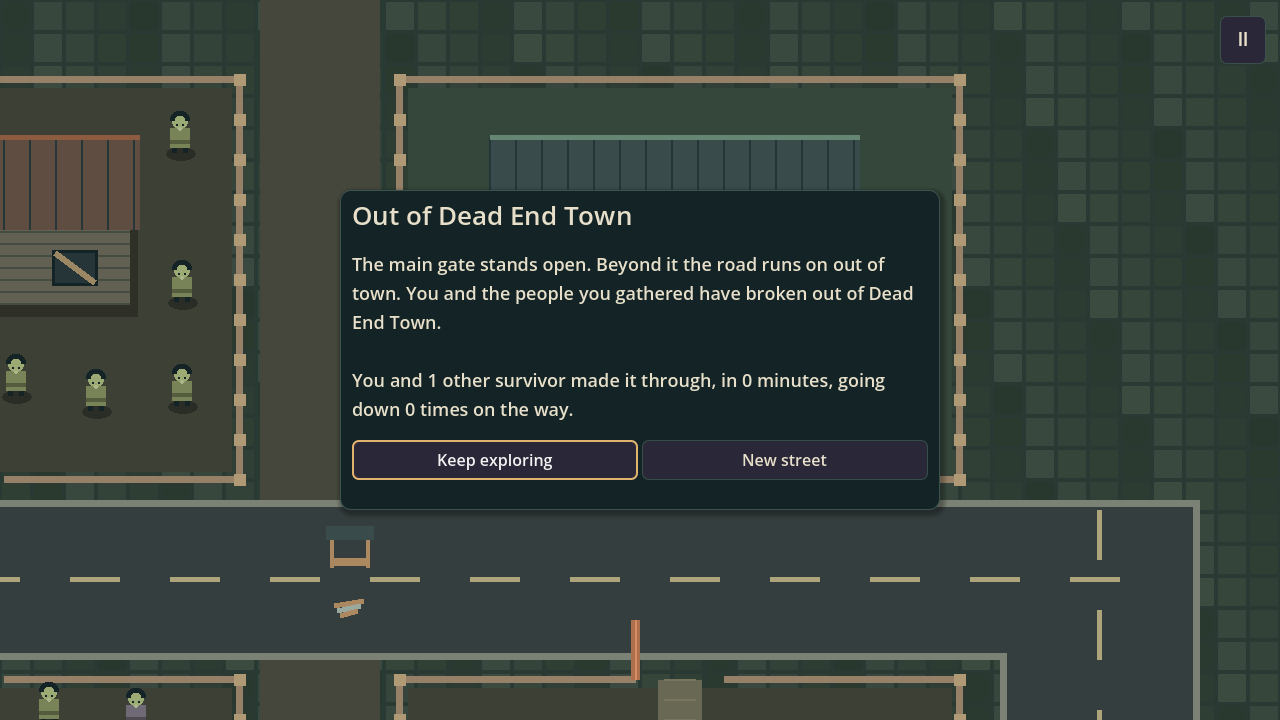 Out of Dead End Town
The main gate stands open. Beyond it the road runs on out of
town. You and the people you gathered have broken out of Dead
End Town.
You and 1 other survivor made it through, in 0 minutes, going
down 0 times on the way.
Keep exploring
New street